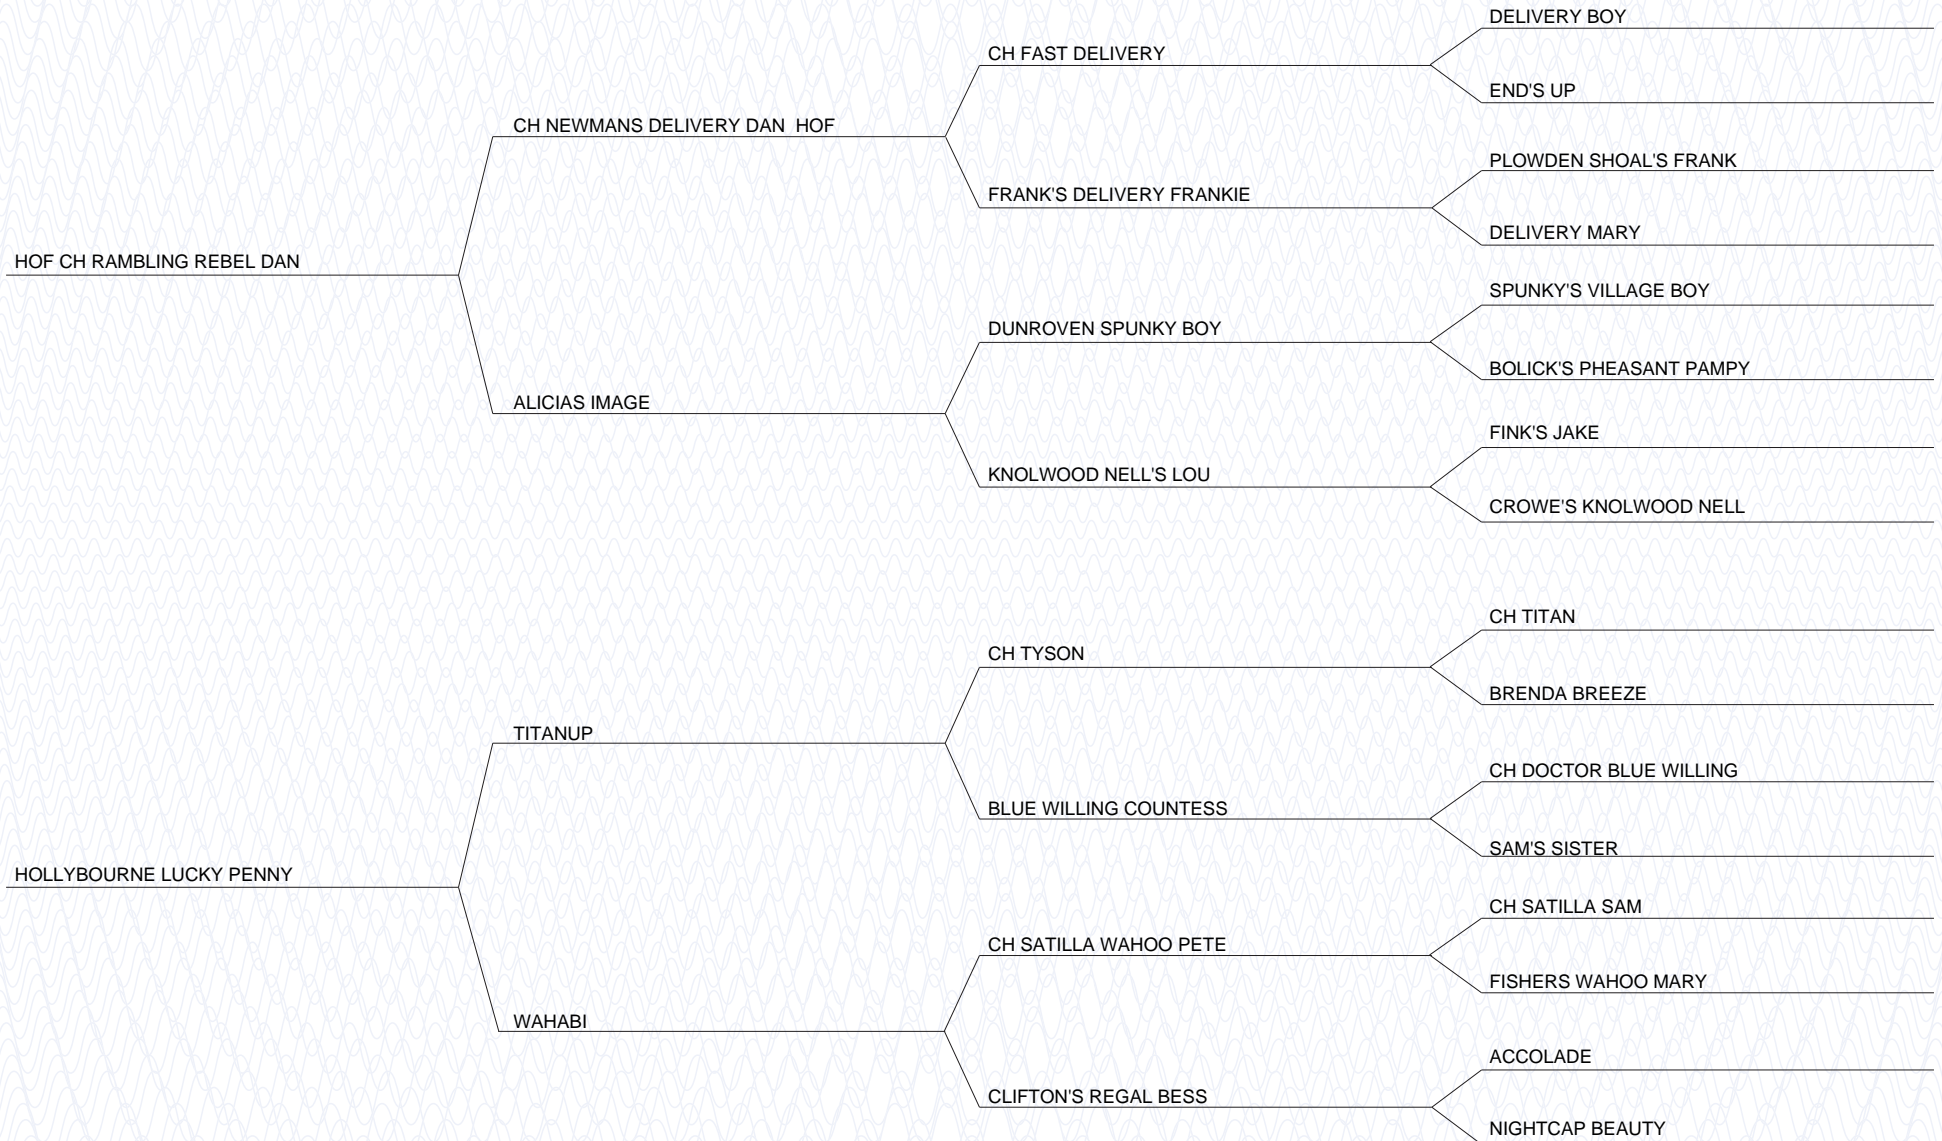 DELIVERY BOY
CH FAST DELIVERY
END'S UP
CH NEWMANS DELIVERY DAN  HOF
PLOWDEN SHOAL'S FRANK
FRANK'S DELIVERY FRANKIE
DELIVERY MARY
HOF CH RAMBLING REBEL DAN
SPUNKY'S VILLAGE BOY
DUNROVEN SPUNKY BOY
BOLICK'S PHEASANT PAMPY
ALICIAS IMAGE
FINK'S JAKE
KNOLWOOD NELL'S LOU
CROWE'S KNOLWOOD NELL
CH TITAN
CH TYSON
BRENDA BREEZE
TITANUP
CH DOCTOR BLUE WILLING
BLUE WILLING COUNTESS
SAM'S SISTER
HOLLYBOURNE LUCKY PENNY
CH SATILLA SAM
CH SATILLA WAHOO PETE
FISHERS WAHOO MARY
WAHABI
ACCOLADE
CLIFTON'S REGAL BESS
NIGHTCAP BEAUTY